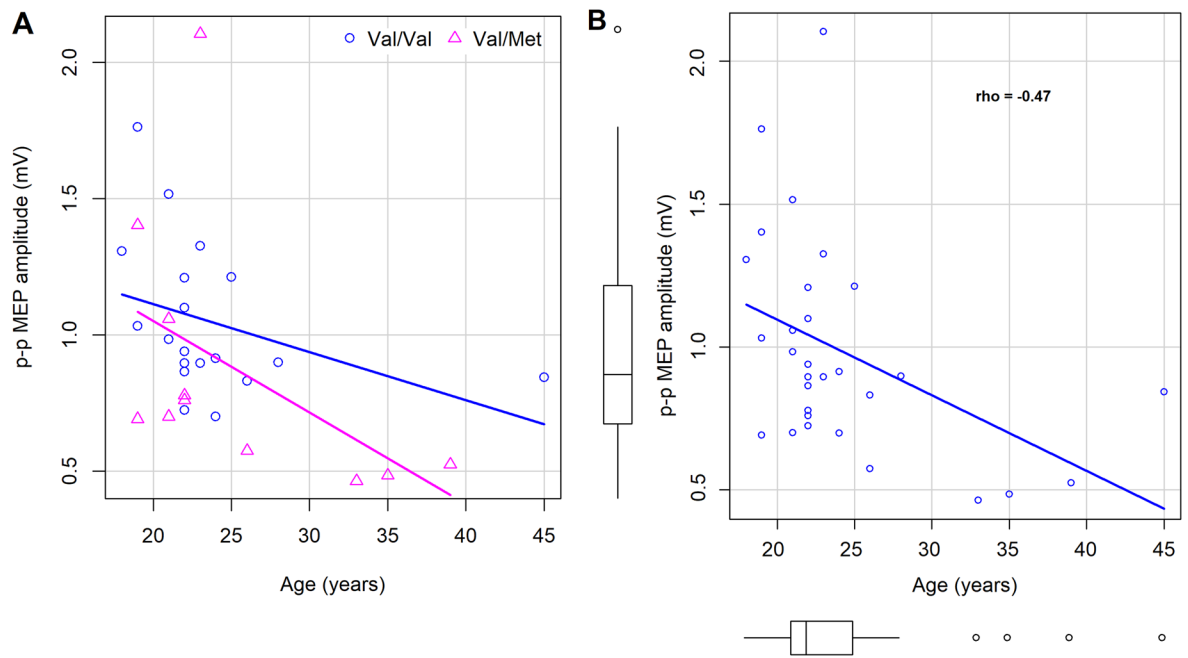 A
Val/Val Val/Met
p-p MEP amplitude (mV)
2.0
1.5
1.0
0.5
20 25 30 35 40 45
Age (years)
B
rho = -0.47
p-p MEP amplitude (mV)
2.0
1.5
1.0
0.5
20 25 30 35 40 45
Age (years)